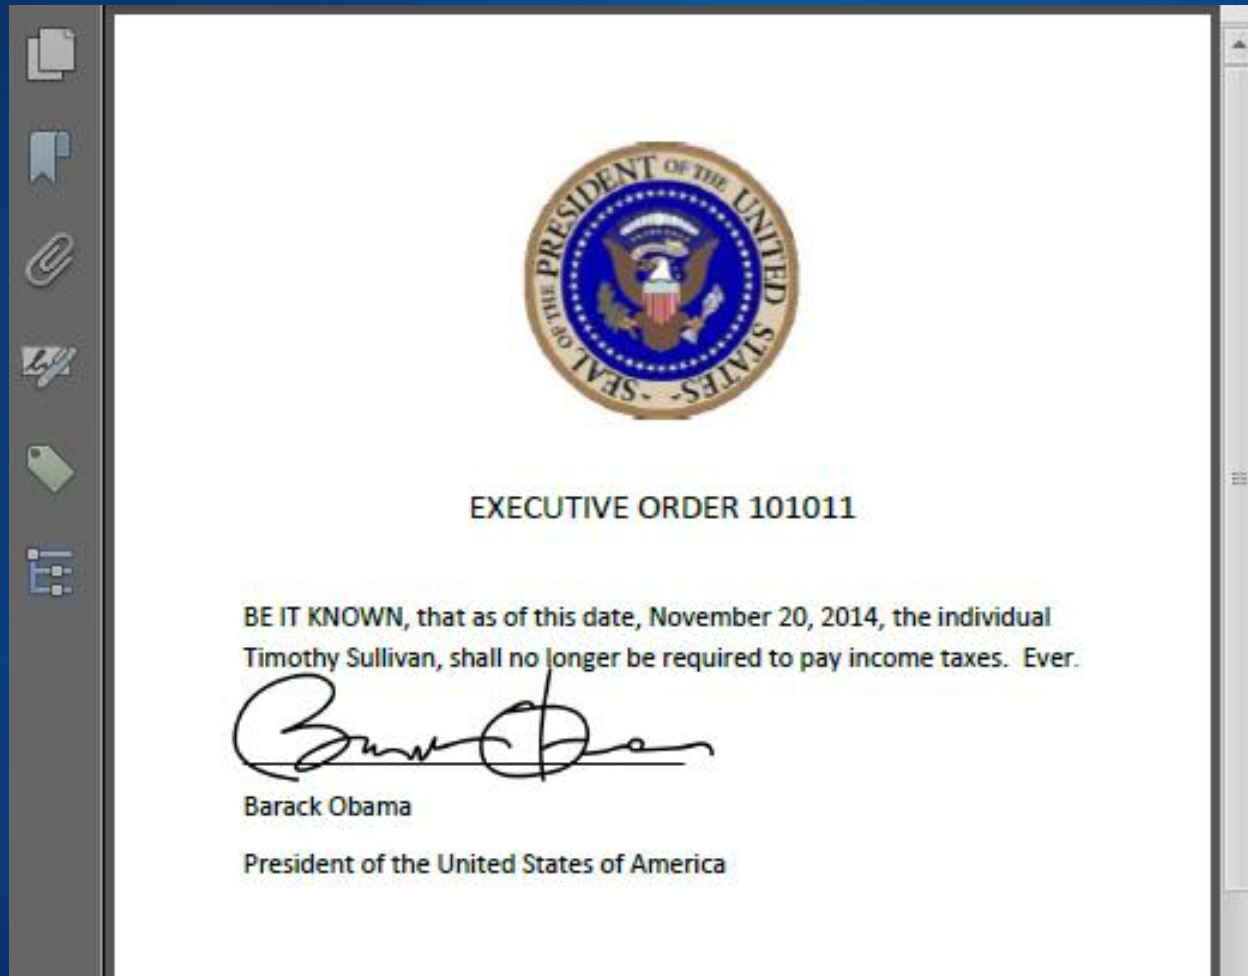 SEAL OF THE PRESIDENT OF THE UNITED STATES
EXECUTIVE ORDER 101011
BE IT KNOWN, that as of this date, November 20, 2014, the individual
Timothy Sullivan, shall no longer be required to pay income taxes.  Ever.
Barack Obama
President of the United States of America